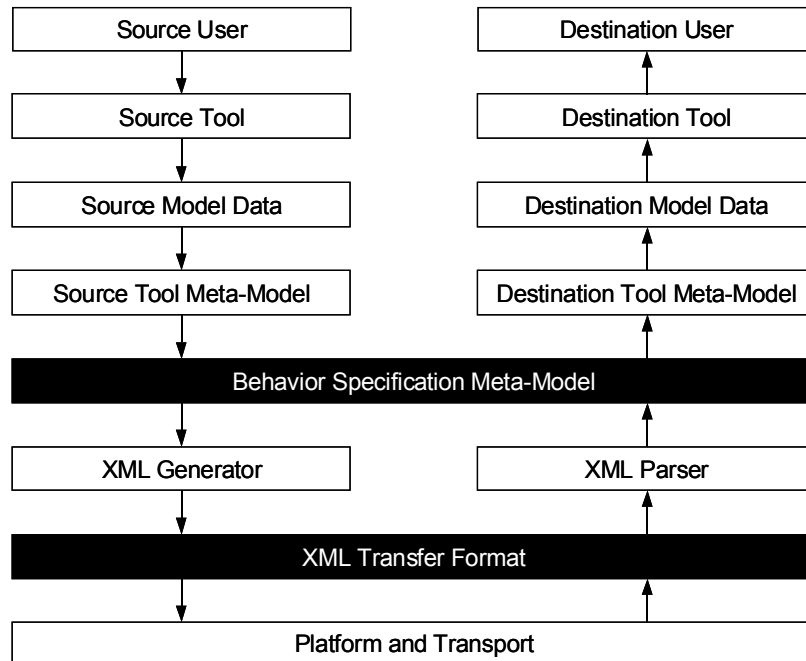 Source User
Destination User
Source Tool
Destination Tool
Source Model Data
Destination Model Data
Source Tool Meta-Model
Destination Tool Meta-Model
Behavior Specification Meta-Model
XML Generator
XML Parser
XML Transfer Format
Platform and Transport